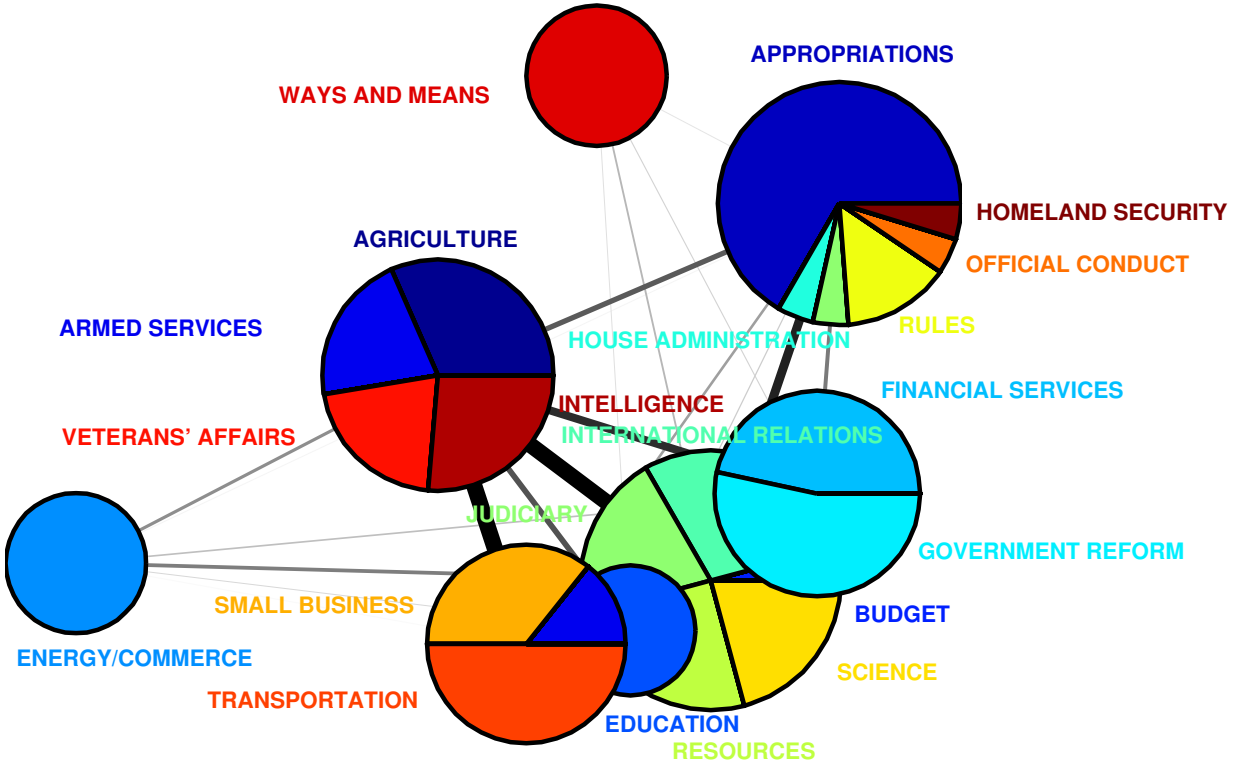 APPROPRIATIONS
WAYS AND MEANS
HOMELAND SECURITY
AGRICULTURE
OFFICIAL CONDUCT
ARMED SERVICES
RULES
HOUSE ADMINISTRATION
FINANCIAL SERVICES
INTELLIGENCE
VETERANS' AFFAIRS
INTERNATIONAL RELATIONS
JUDICIARY
GOVERNMENT REFORM
SMALL BUSINESS
BUDGET
ENERGY/COMMERCE
SCIENCE
TRANSPORTATION
EDUCATION
RESOURCES